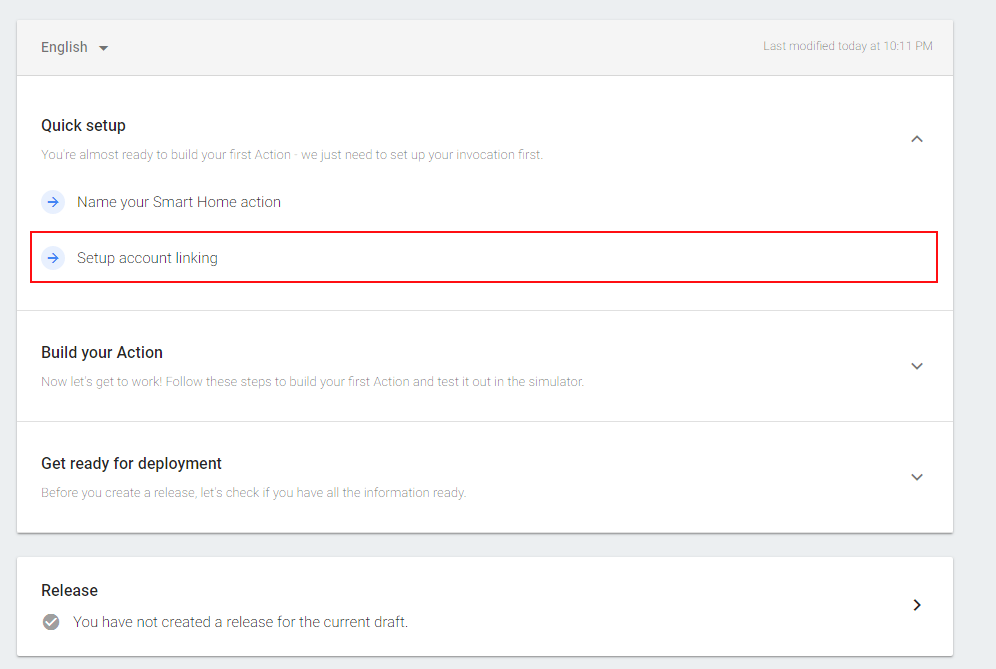 English
Last modified today at 10:11 PM
Quick setup
You're almost ready to build your first Action - we just need to set up your invocation first.
Name your Smart Home action
Setup account linking
Build your Action
Now let's get to work! Follow these steps to build your first Action and test it out in the simulator.
Get ready for deployment
Before you create a release, let's check if you have all the information ready.
Release
You have not created a release for the current draft.